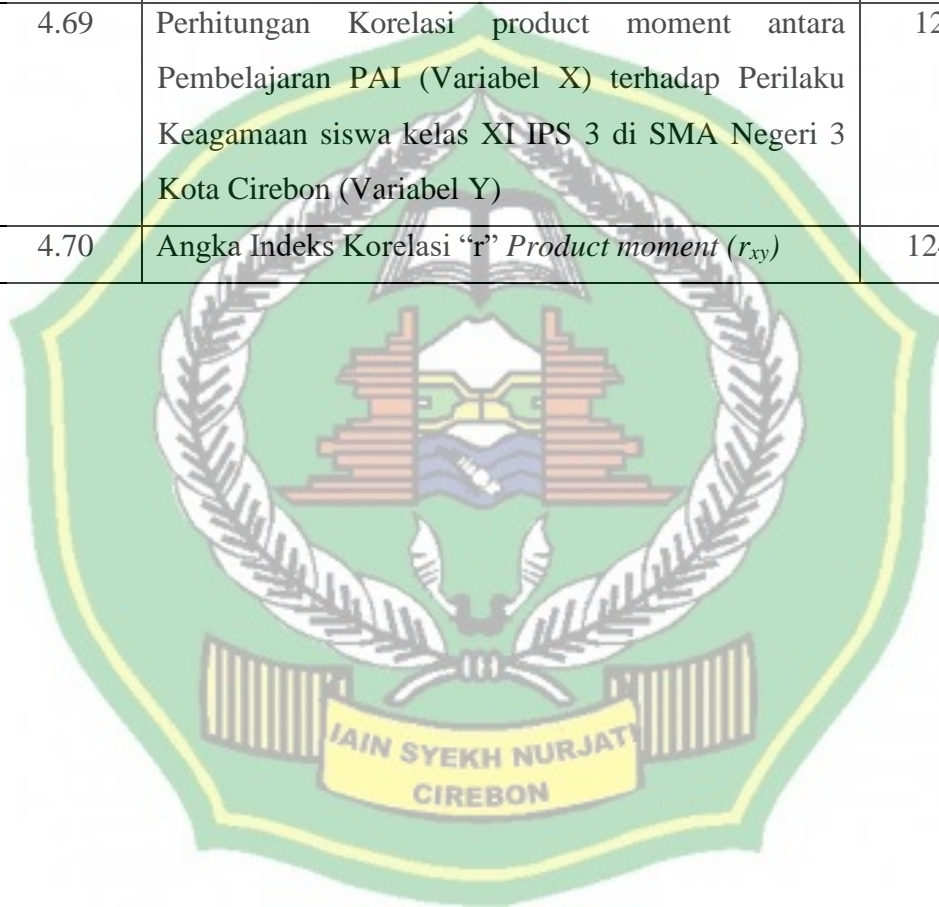 4.69 Perhitungan Korelasi product moment antara
Pembelajaran PAI (Variabel X) terhadap Perilaku
Keagamaan siswa kelas XI IPS 3 di SMA Negeri 3
Kota Cirebon (Variabel Y)
4.70 Angka Indeks Korelasi “r” Product moment (rxy)
IAIN SYEKH NURJATI
CIREBON